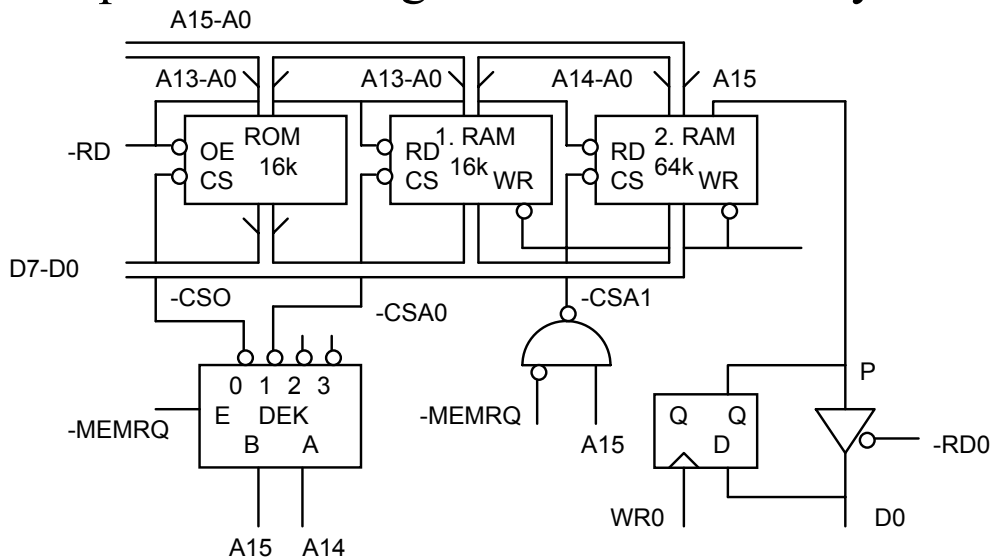 A15-A0
A13-A0 A13-A0 A14-A0 A15
-RD
ROM
16k
OE
CS
1. RAM
16k
RD
CS
WR
2. RAM
64k
RD
CS
WR
D7-D0
-CSO
-CSA0
-CSA1
0 1 2 3
E DEK
B A
-MEMRQ
A15 A14
-MEMRQ
A15
P
Q Q
D
-RD0
WR0
D0